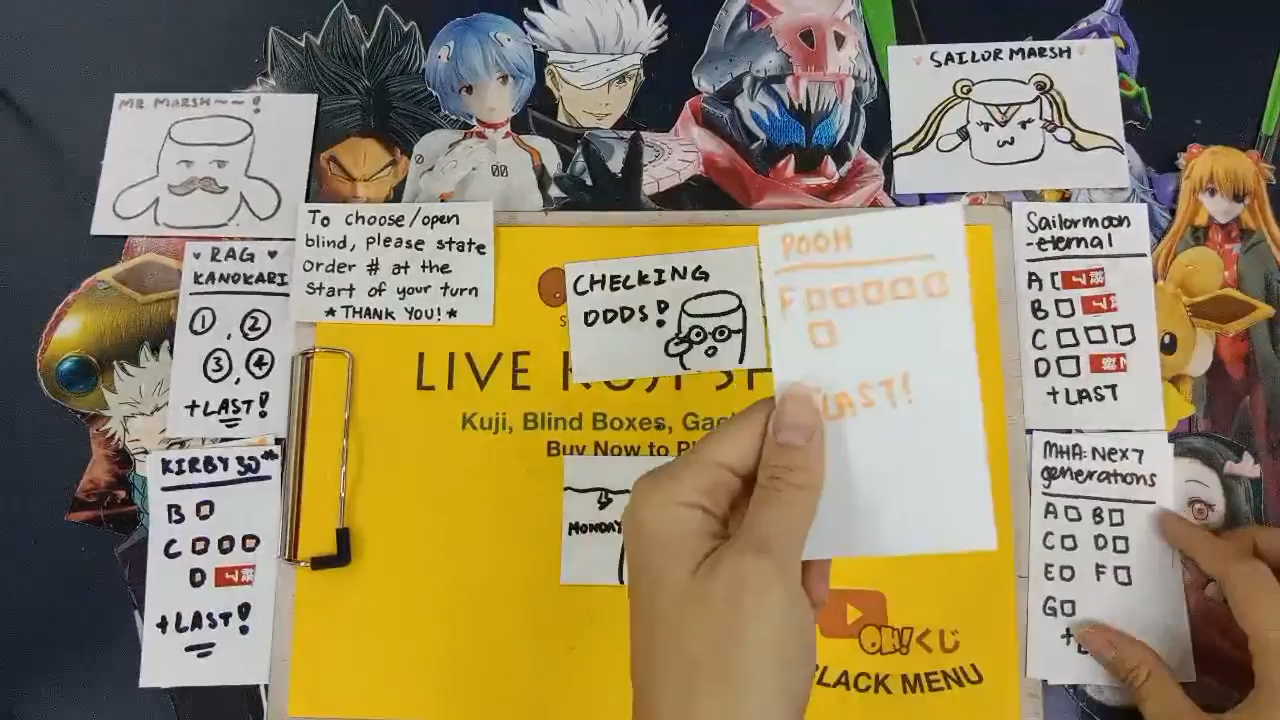 MR MARSH~~!
SAILOR MARSH
RAG
KANOKARI
1, 2
3, 4
+LAST!
To choose/open
blind, please state
order # at the
start of your turn
*THANK YOU!*
00
CHECKING
ODDS!
LIVE
Kuji, Blind Boxes,
Buy Now to
MONDAY
POOH
F
LAST!
Sailormoon
-eternal
A
B
C
D
+LAST
KIRBY 30th
B
C
D
+LAST!
MHA: Next
generations
A B
C D
E F
G
+
OH!くじ
BLACK MENU